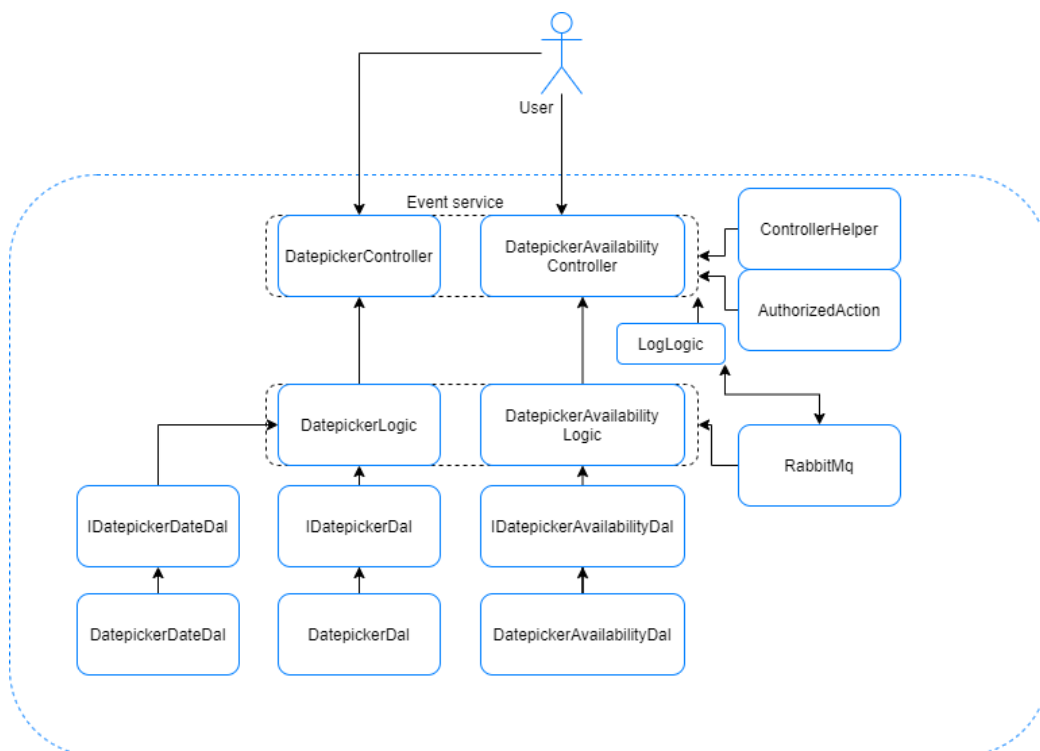 User
Event service
DatepickerController
DatepickerAvailability
Controller
ControllerHelper
AuthorizedAction
LogLogic
DatepickerLogic
DatepickerAvailability
Logic
RabbitMq
IDatepickerDateDal
IDatepickerDal
IDatepickerAvailabilityDal
DatepickerDateDal
DatepickerDal
DatepickerAvailabilityDal